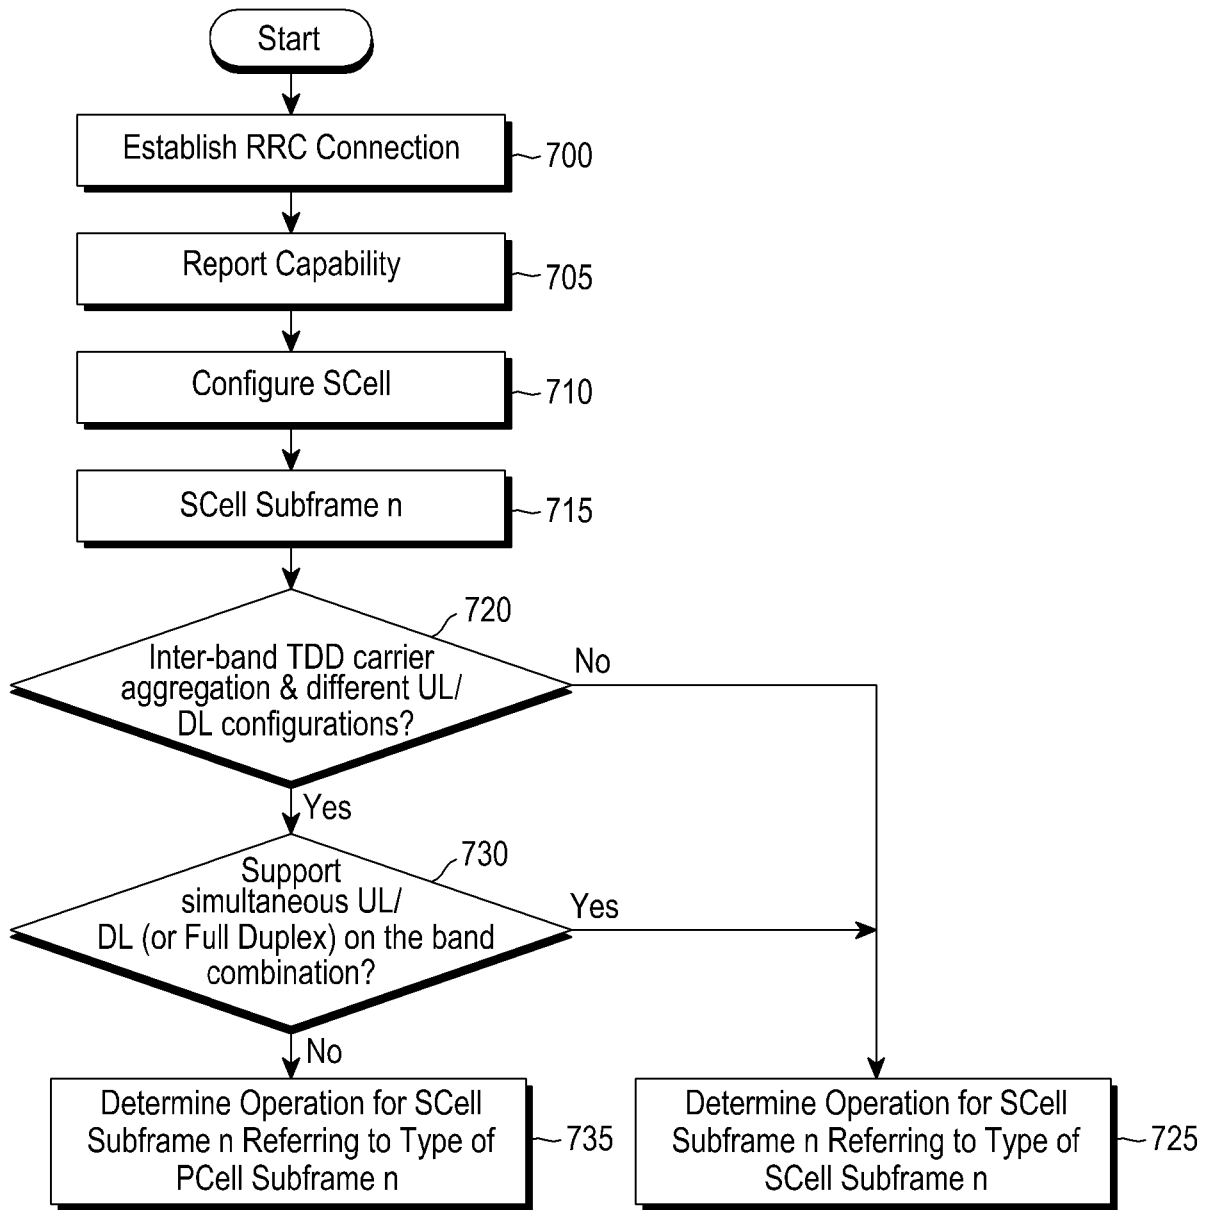 Start
Establish RRC Connection
700
Report Capability
705
Configure SCell
710
SCell Subframe n
715
720
Inter-band TDD carrier
aggregation & different UL/
DL configurations?
No
Yes
730
Support
simultaneous UL/
DL (or Full Duplex) on the band
combination?
Yes
No
Determine Operation for SCell
Subframe n Referring to Type of
PCell Subframe n
735
Determine Operation for SCell
Subframe n Referring to Type of
SCell Subframe n
725